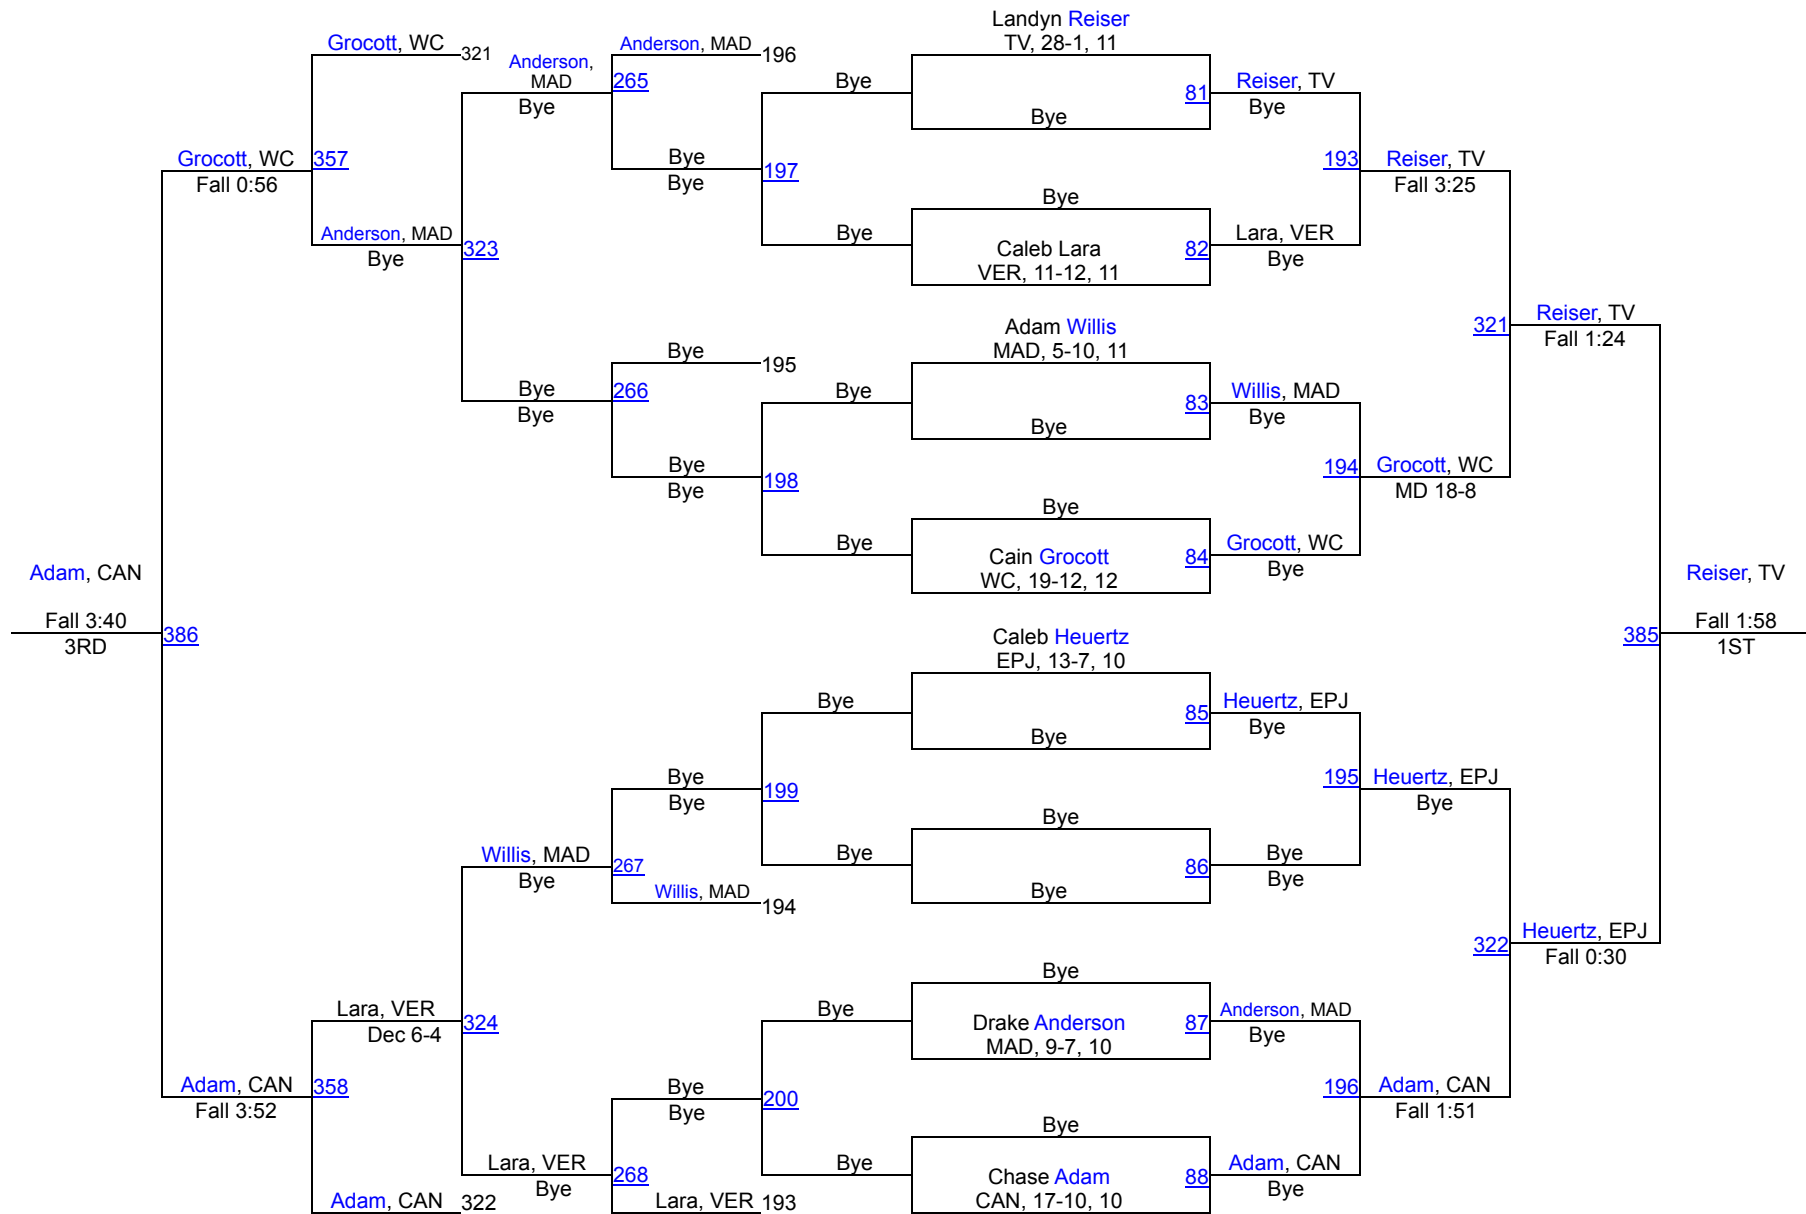 Landyn Reiser
TV, 28-1, 11
Grocott, WC
321
Anderson,
MAD
Bye
Anderson, MAD
196
265
Bye
Bye
81
Reiser, TV
Bye
Grocott, WC
Fall 0:56
357
Bye
Bye
197
193
Reiser, TV
Fall 3:25
Anderson, MAD
Bye
323
Bye
Bye
Caleb Lara
VER, 11-12, 11
82
Lara, VER
Bye
Adam Willis
MAD, 5-10, 11
321
Reiser, TV
Fall 1:24
Bye
195
Bye
Bye
266
Bye
Bye
83
Willis, MAD
Bye
Bye
Bye
198
194
Grocott, WC
MD 18-8
Bye
Bye
Cain Grocott
WC, 19-12, 12
84
Grocott, WC
Bye
Adam, CAN
Fall 3:40
3RD
386
Reiser, TV
Fall 1:58
1ST
385
Caleb Heuertz
EPJ, 13-7, 10
Bye
Bye
85
Heuertz, EPJ
Bye
Bye
Bye
199
195
Heuertz, EPJ
Bye
Willis, MAD
Bye
267
Willis, MAD
194
Bye
Bye
Bye
86
Bye
Bye
322
Heuertz, EPJ
Fall 0:30
Lara, VER
Dec 6-4
324
Bye
Bye
Drake Anderson
MAD, 9-7, 10
87
Anderson, MAD
Bye
Adam, CAN
Fall 3:52
358
Bye
Bye
200
196
Adam, CAN
Fall 1:51
Lara, VER
Bye
268
Bye
Bye
Chase Adam
CAN, 17-10, 10
88
Adam, CAN
Bye
Adam, CAN
322
Lara, VER
193